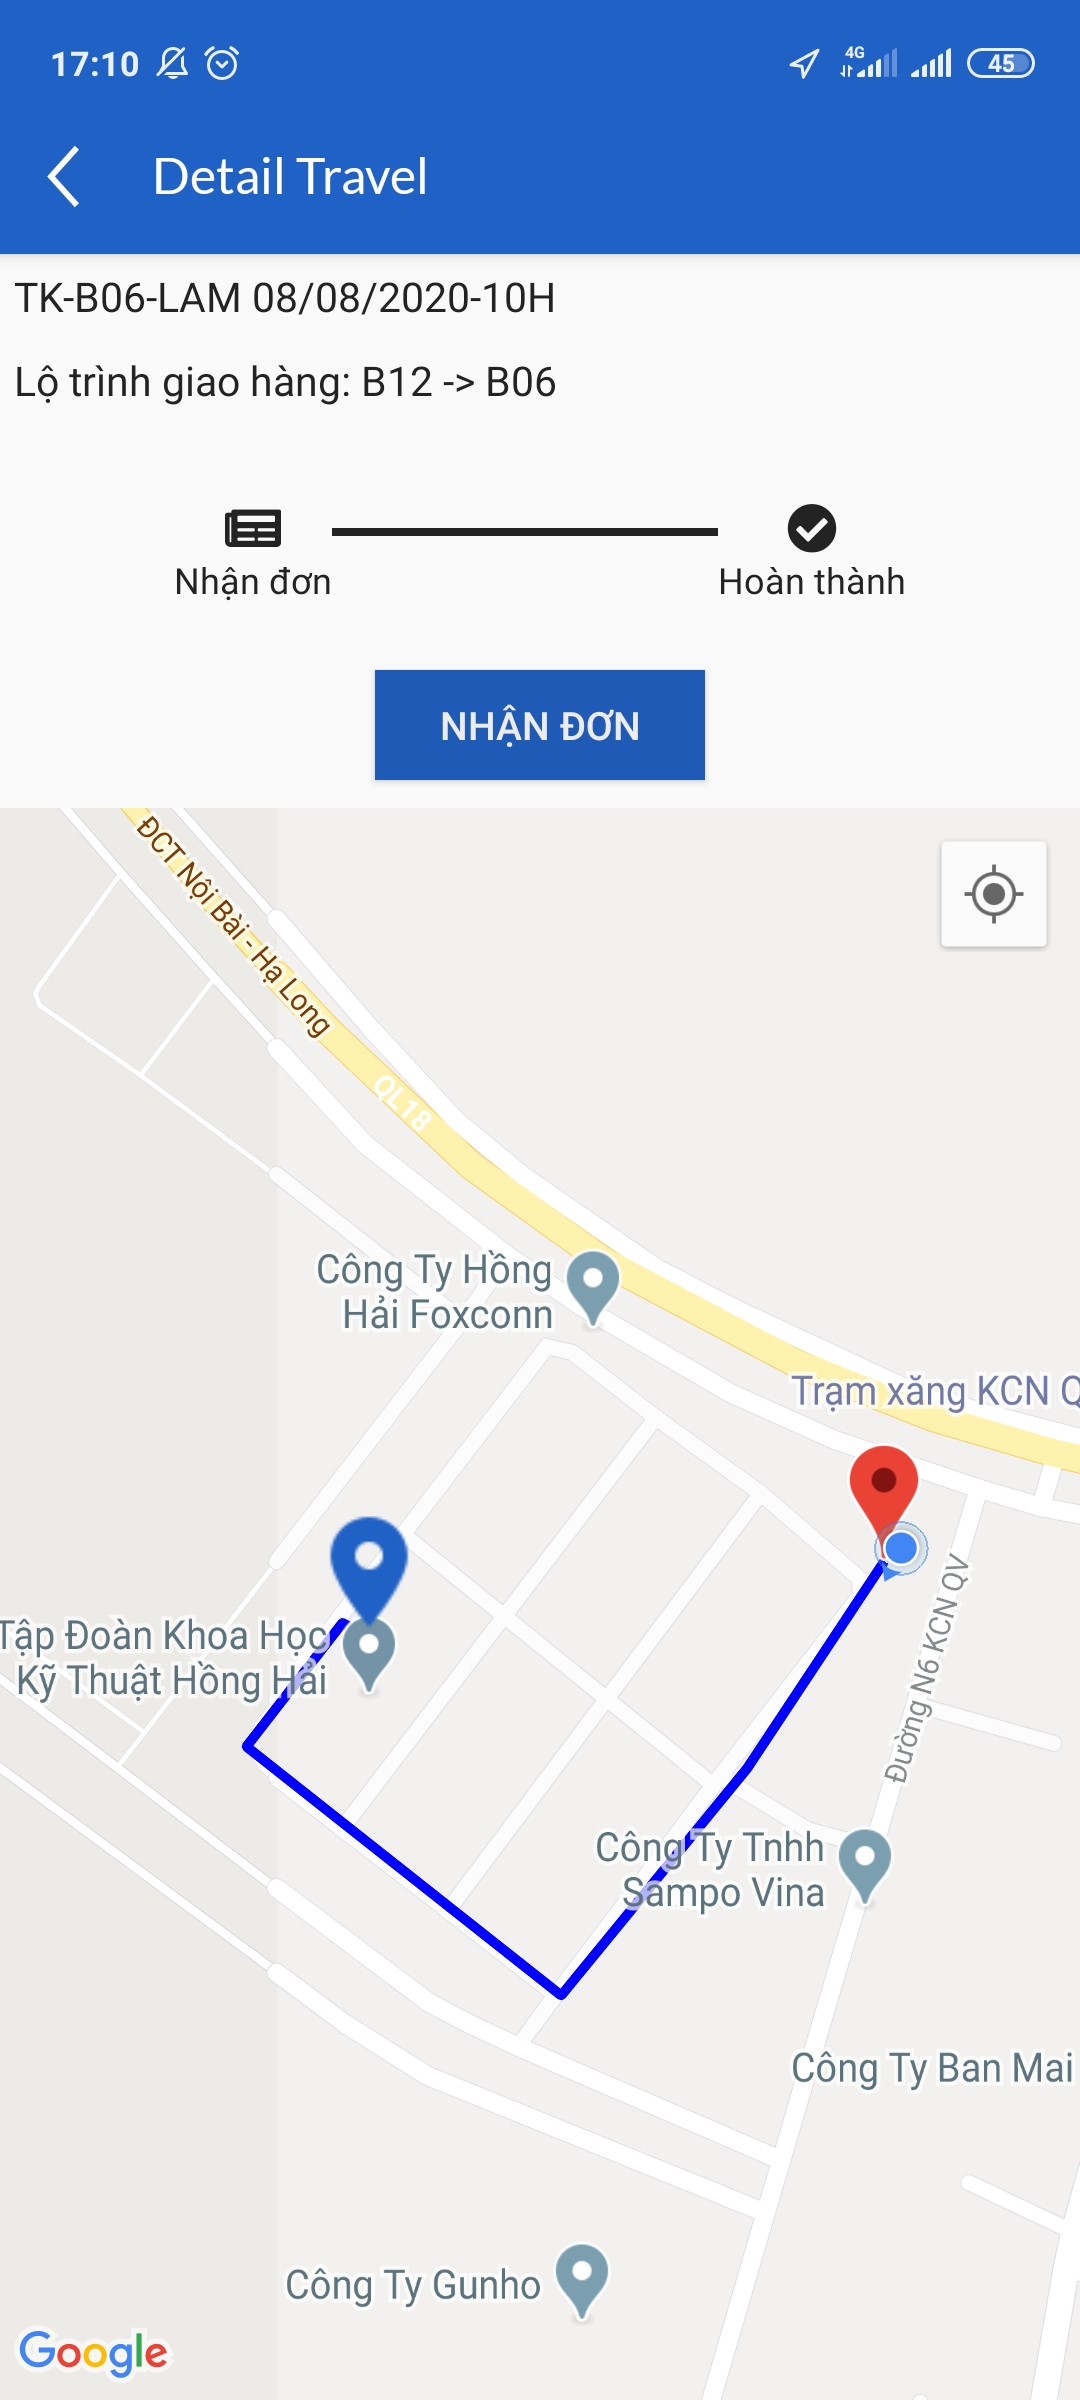 17:10
4G
45
Detail Travel
TK-B06-LAM 08/08/2020-10H
Lộ trình giao hàng: B12 -> B06
Nhận đơn
Hoàn thành
NHẬN ĐƠN
ĐCT Nội Bài - Hạ Long
QL18
Công Ty Hồng
Hải Foxconn
Trạm xăng KCN Q
Tập Đoàn Khoa Học
Kỹ Thuật Hồng Hải
Đường N6 KCN QV
Công Ty Tnhh
Sampo Vina
Công Ty Ban Mai
Công Ty Gunho
Google